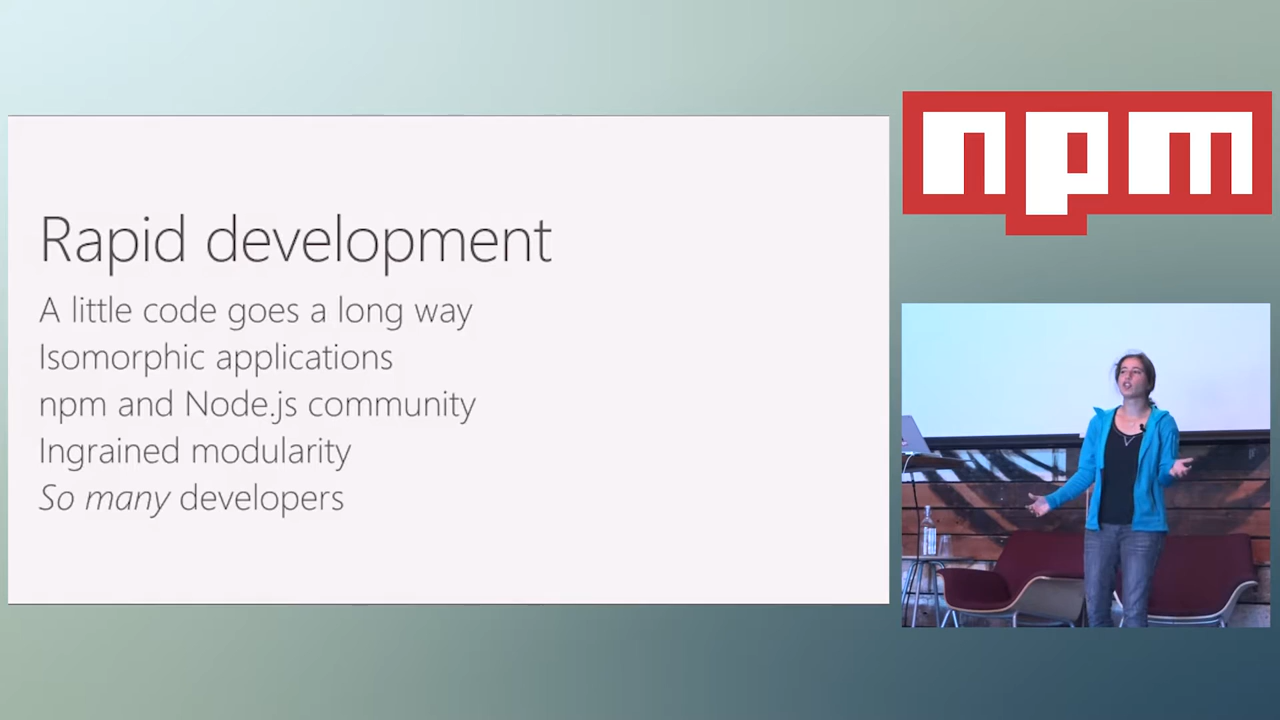 Rapid development
A little code goes a long way
Isomorphic applications
npm and Node.js community
Ingrained modularity
So many developers
npm